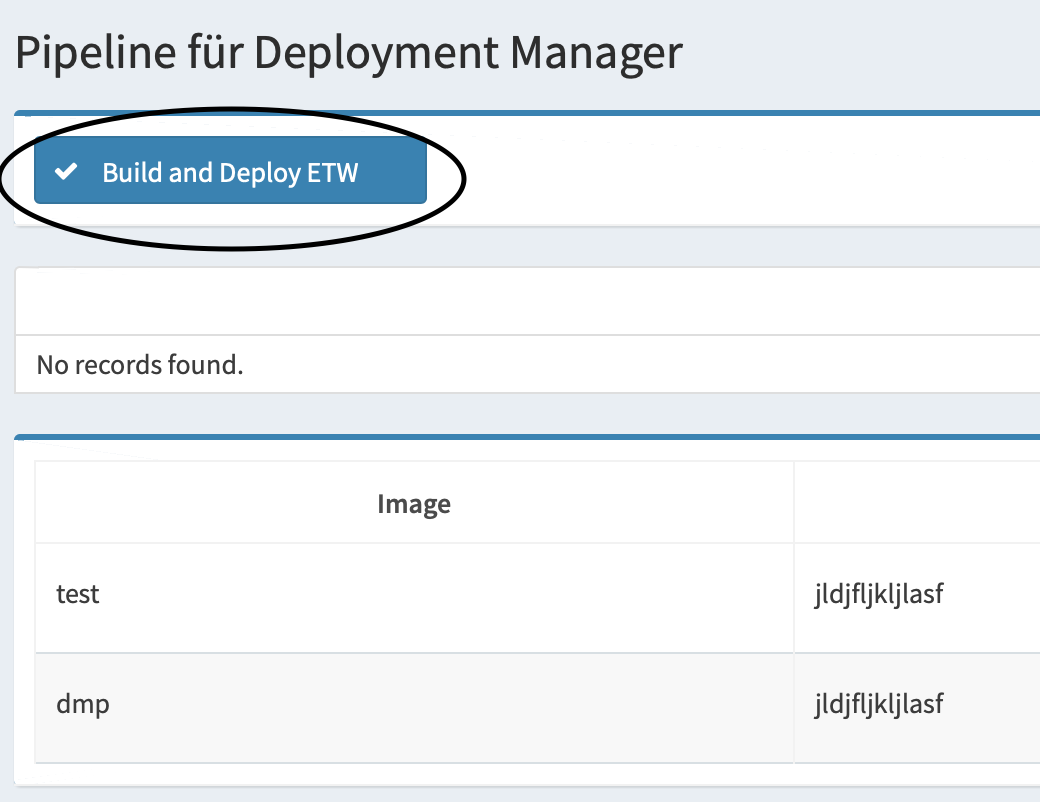 Pipeline für Deployment Manager
Build and Deploy ETW
No records found.
Image
test jldjfljkljlasf
dmp jldjfljkljlasf